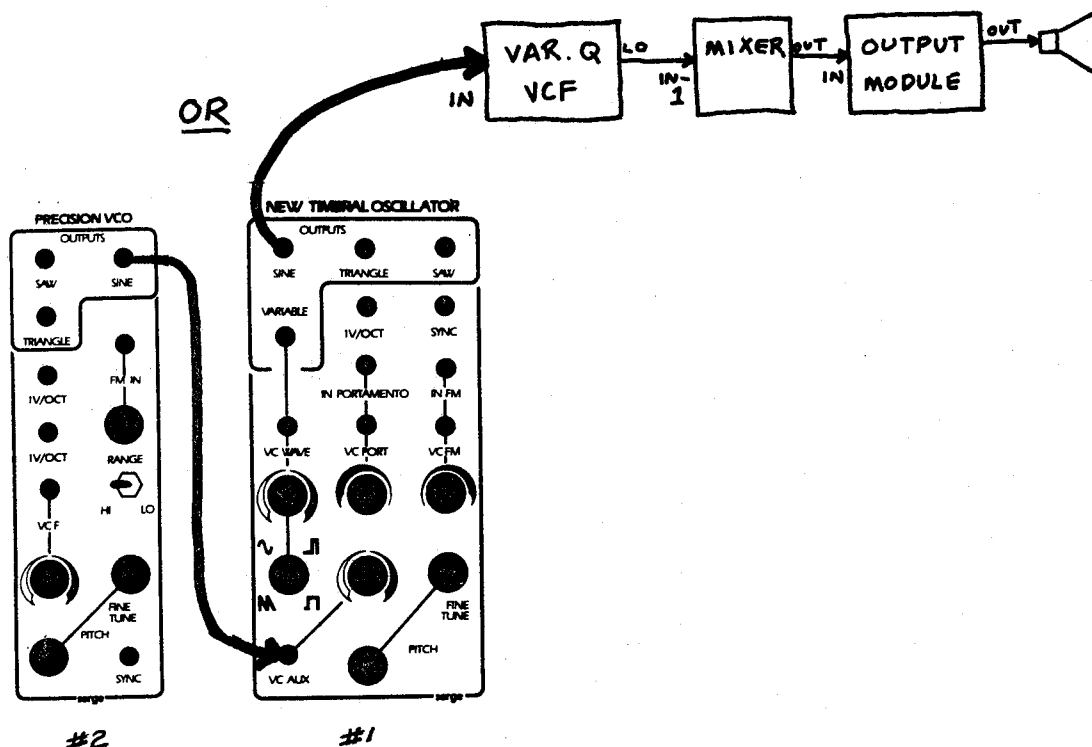 OR
IN
VAR. Q
VCF
LO
IN-
1
MIXER
OUT
IN
OUTPUT
MODULE
OUT
PRECISION VCO
OUTPUTS
SAW
SINE
TRIANGLE
1V/OCT
FM IN
1V/OCT
RANGE
HI
LO
VC F
FINE
TUNE
PITCH
SYNC
serge
#2
NEW TIMBRAL OSCILLATOR
OUTPUTS
SINE
TRIANGLE
SAW
VARIABLE
1V/OCT
SYNC
IN PORTAMENTO
IN FM
VC WAVE
VC PORT
VC FM
FINE
TUNE
PITCH
VC AUX
serge
#1